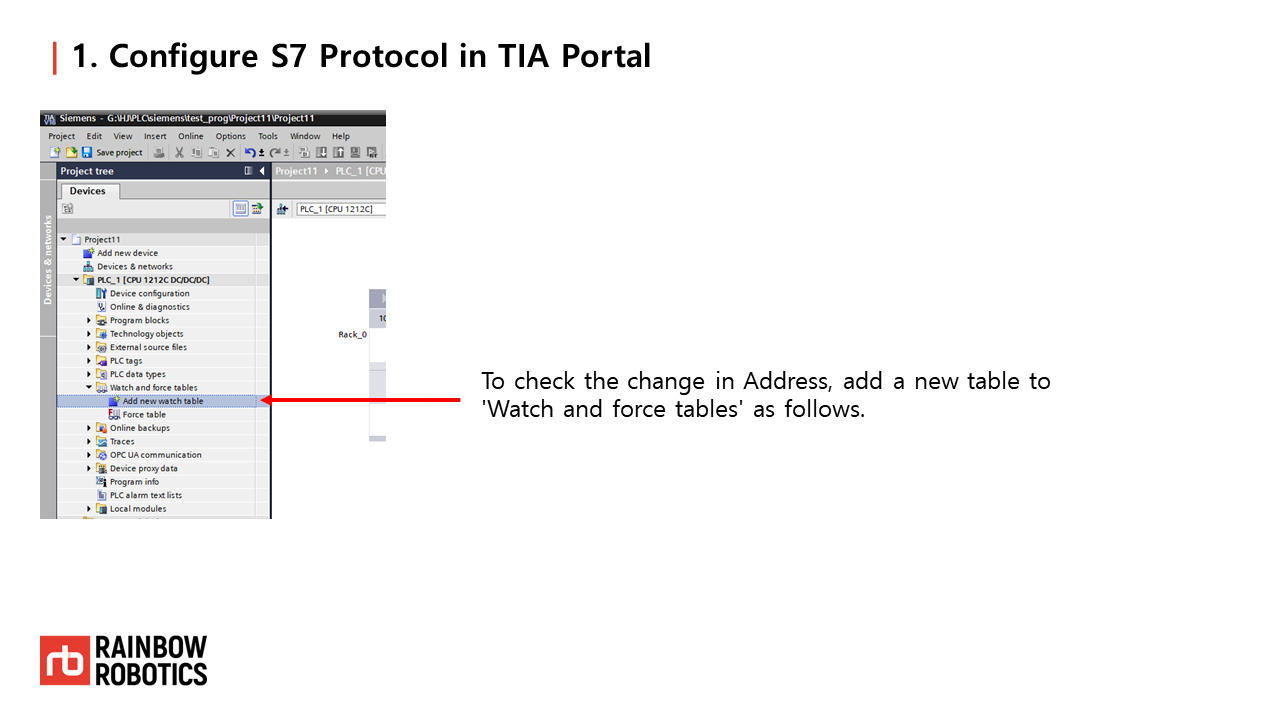 1. Configure S7 Protocol in TIA Portal
Siemens - G:\HJ\PLC\siemens\test_prog\Project11\Project11
Project Edit View Insert Online Options Tools Window Help
Save project
Project tree
Project11 PLC_1 [CPU
Devices
PLC_1 [CPU 1212C]
Devices & networks
Project11
Add new device
Devices & networks
PLC_1 [CPU 1212C DC/DC/DC]
Device configuration
Online & diagnostics
Program blocks
Technology objects
External source files
PLC tags
PLC data types
Watch and force tables
Add new watch table
Force table
Online backups
Traces
OPC UA communication
Device proxy data
Program info
PLC alarm text lists
Local modules
10
Rack_0
To check the change in Address, add a new table to
'Watch and force tables' as follows.
RAINBOW
ROBOTICS